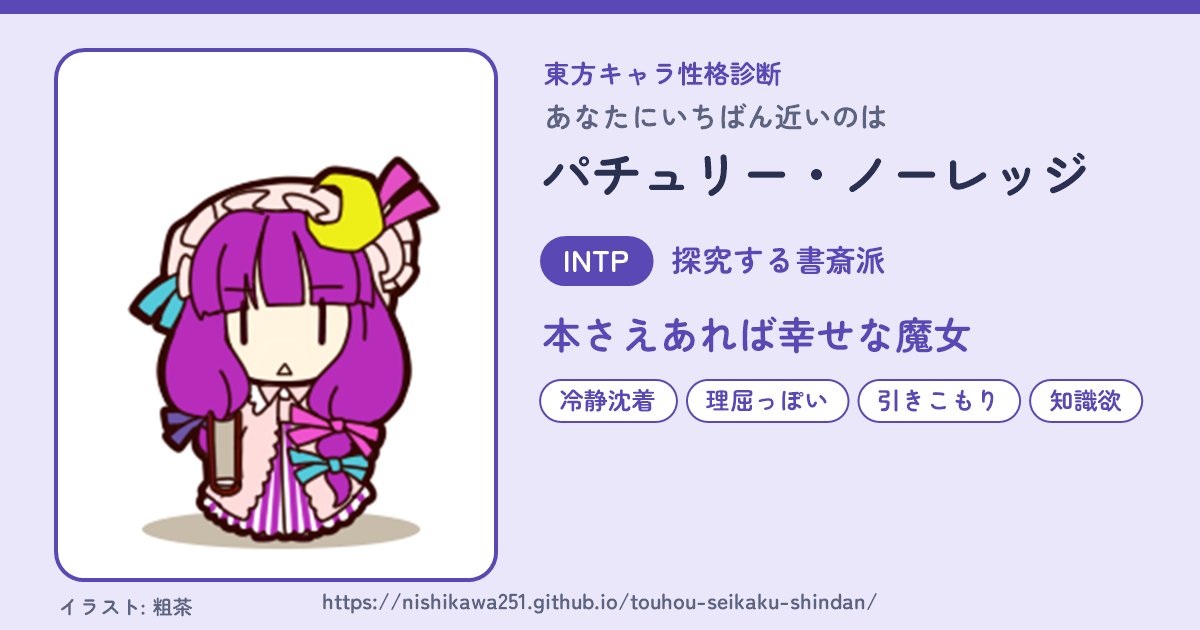 東方キャラ性格診断
あなたにいちばん近いのは
パチュリー・ノーレッジ
INTP 探究する書斎派
本さえあれば幸せな魔女
冷静沈着 理屈っぽい 引きこもり 知識欲
イラスト: 粗茶 https://nishikawa251.github.io/touhou-seikaku-shindan/